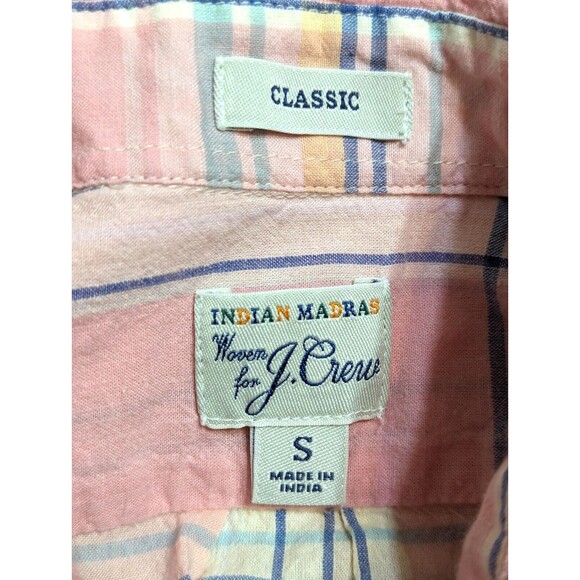 CLASSIC
INDIAN MADRAS
Woven
for J.Crew
S
MADE IN
INDIA